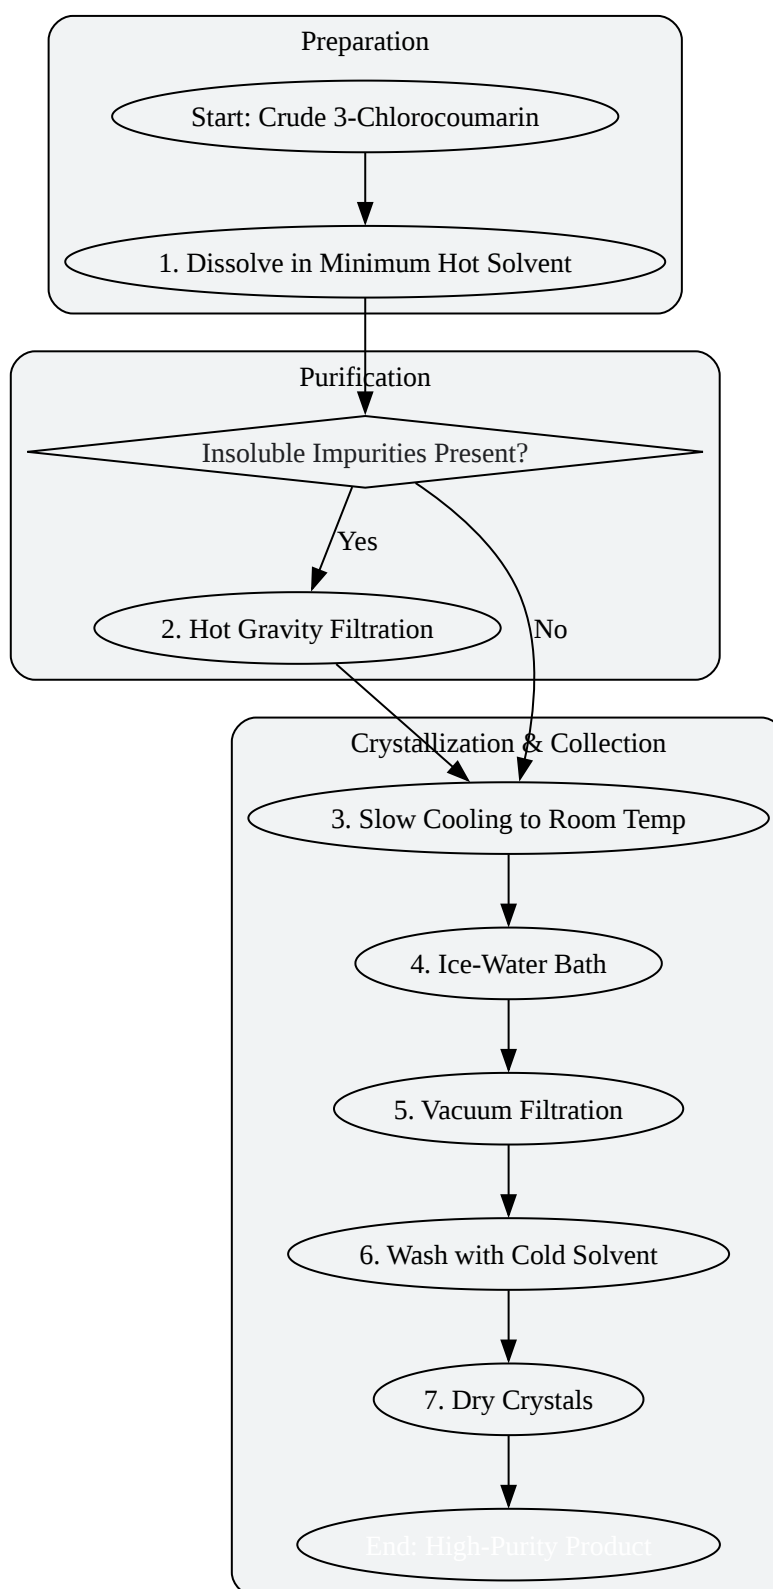 Preparation
Start: Crude 3-Chlorocoumarin
1. Dissolve in Minimum Hot Solvent
Purification
Insoluble Impurities Present?
Yes
2. Hot Gravity Filtration
No
Crystallization & Collection
3. Slow Cooling to Room Temp
4. Ice-Water Bath
5. Vacuum Filtration
6. Wash with Cold Solvent
7. Dry Crystals
End: High-Purity Product